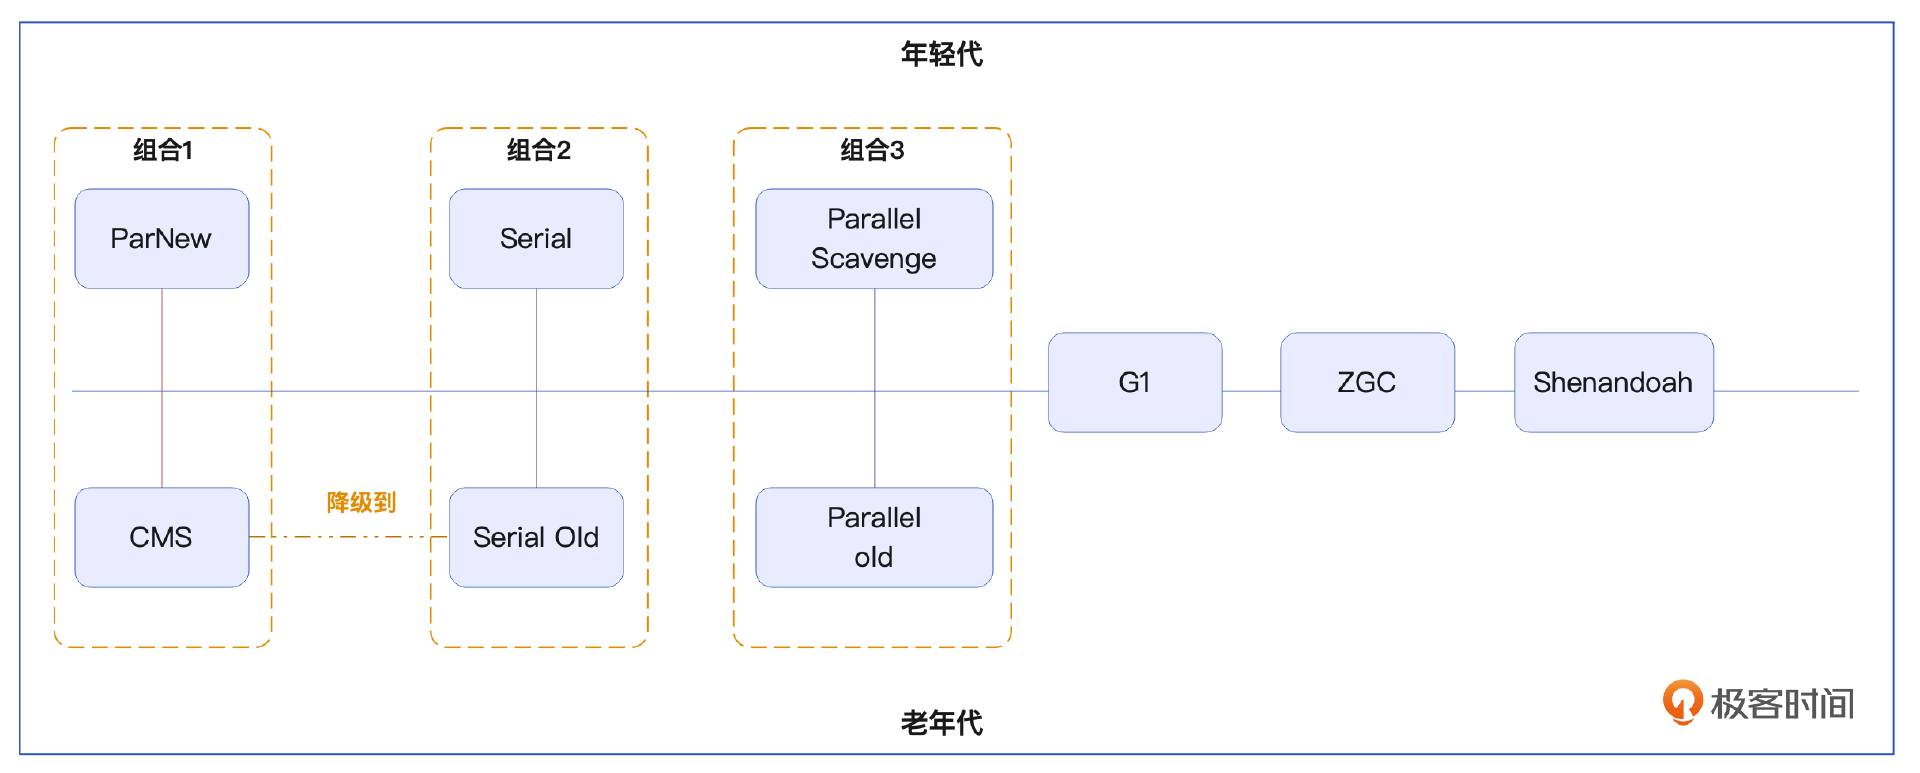 年轻代
组合1
组合2
组合3
ParNew
Serial
Parallel
Scavenge
G1
ZGC
Shenandoah
降级到
CMS
Serial Old
Parallel
old
老年代
极客时间